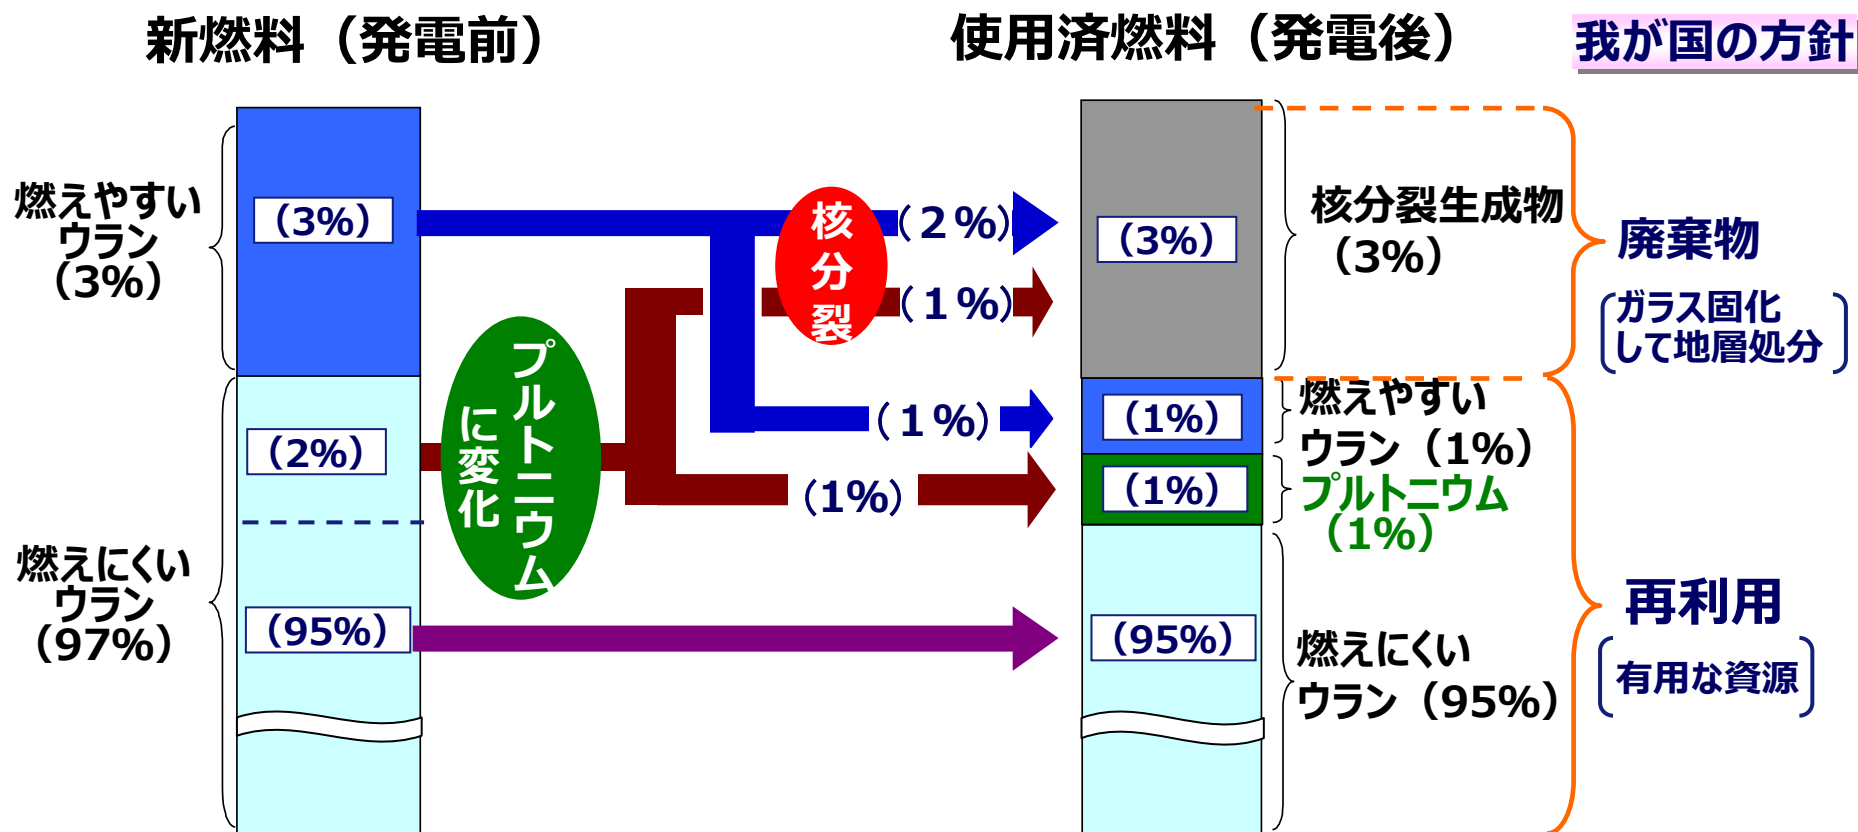 新燃料（発電前）
使用済燃料（発電後）
我が国の方針
燃えやすい
ウラン
（3%）
（3%）
核分裂
（２%）
（１%）
（3%）
核分裂生成物
（3%）
廃棄物
ガラス固化
して地層処分
プルトニウム
に変化
（2%）
（１%）
（1%）
（1%）
燃えやすい
ウラン（1%）
（1%）
プルトニウム
（1%）
燃えにくい
ウラン
（97%）
（95%）
（95%）
燃えにくい
ウラン（95%）
再利用
有用な資源